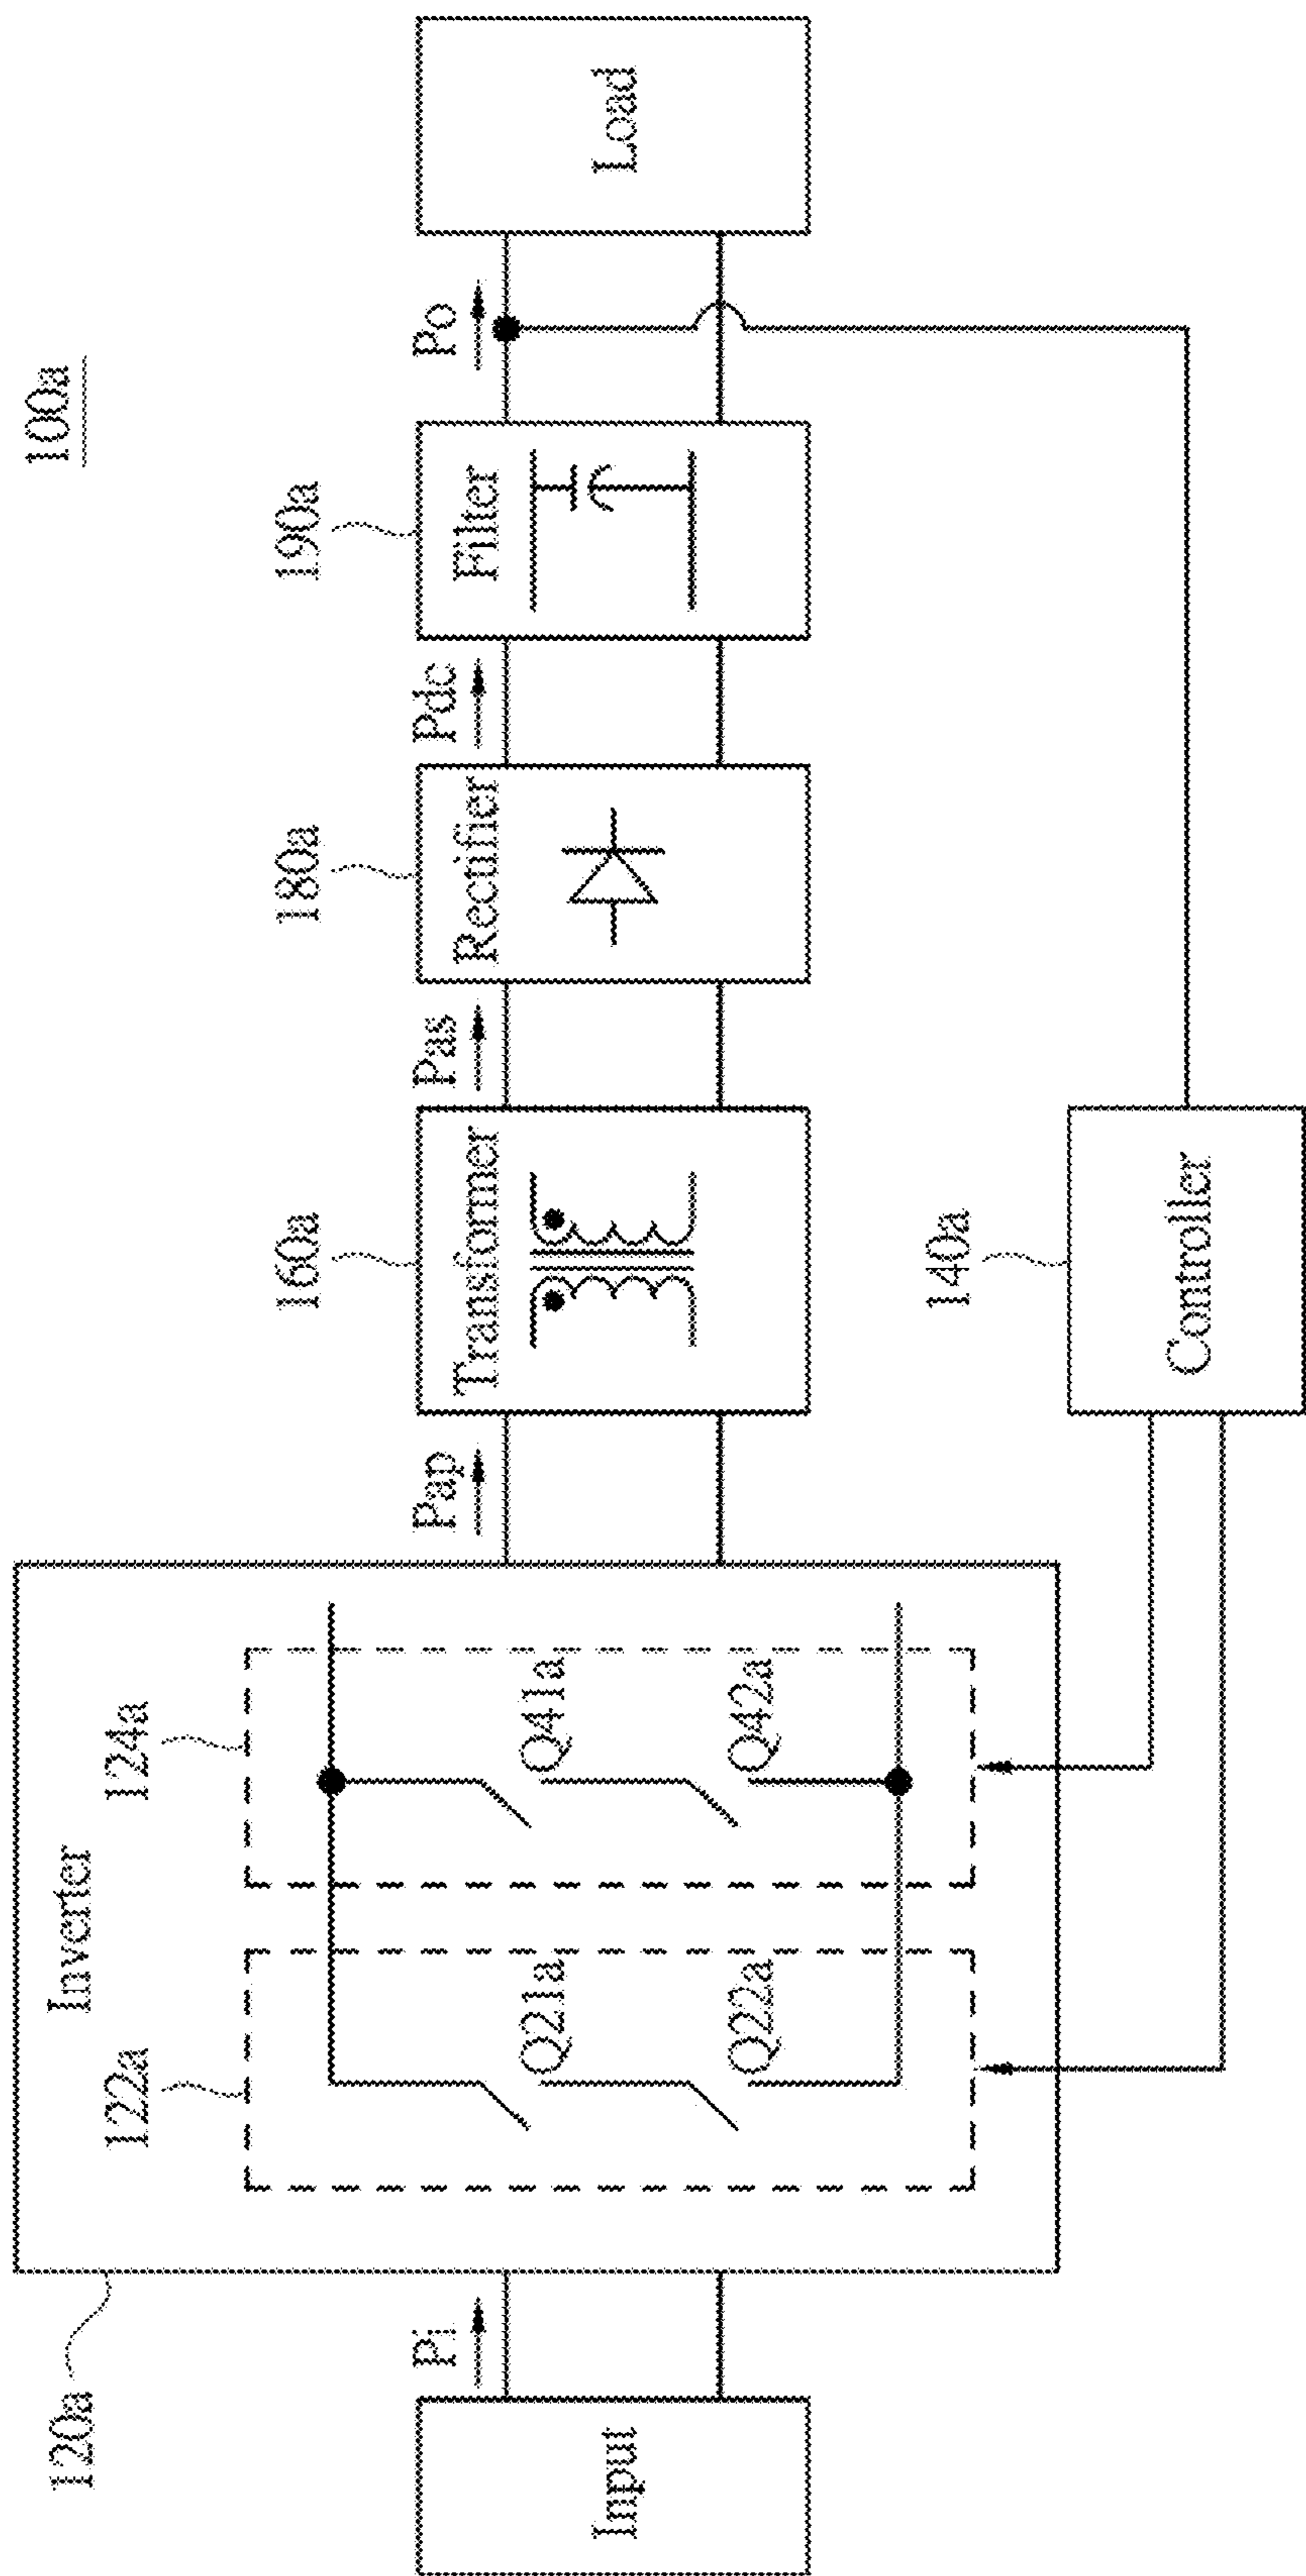 100a
120a
Inverter
122a
124a
160a
180a
190a
Input
Pi
Q21a
Q22a
Q41a
Q42a
Pap
Transformer
Pas
Rectifier
Pdc
Filter
Po
Load
140a
Controller